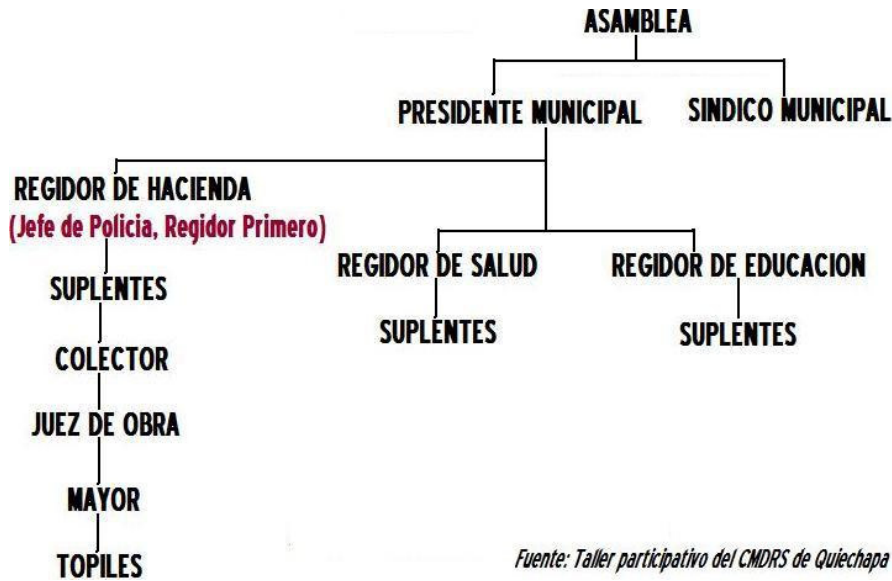 ASAMBLEA
PRESIDENTE MUNICIPAL
SINDICO MUNICIPAL
REGIDOR DE HACIENDA
(Jefe de Policia, Regidor Primero)
REGIDOR DE SALUD
REGIDOR DE EDUCACION
SUPLENTES
SUPLENTES
SUPLENTES
COLECTOR
JUEZ DE OBRA
MAYOR
TOPILES
Fuente: Taller participativo del CMDRS de Quiechapa